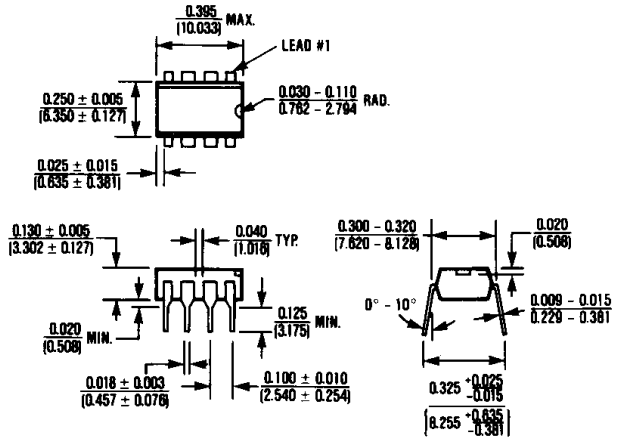 0.395
(10.033) MAX.
LEAD #1
0.250 ± 0.005
(6.350 ± 0.127)
0.030 – 0.110
0.762 – 2.794 RAD.
0.025 ± 0.015
(0.635 ± 0.381)
0.130 ± 0.005
(3.302 ± 0.127)
0.040
(1.016) TYP.
0.300 – 0.320
(7.620 – 8.128)
0.020
(0.508)
0.020
(0.508) MIN.
0.125
(3.175) MIN.
0° – 10°
0.009 – 0.015
0.229 – 0.381
0.018 ± 0.003
(0.457 ± 0.076)
0.100 ± 0.010
(2.540 ± 0.254)
0.325 +0.025
–0.015
(8.255 +0.635
–0.381)